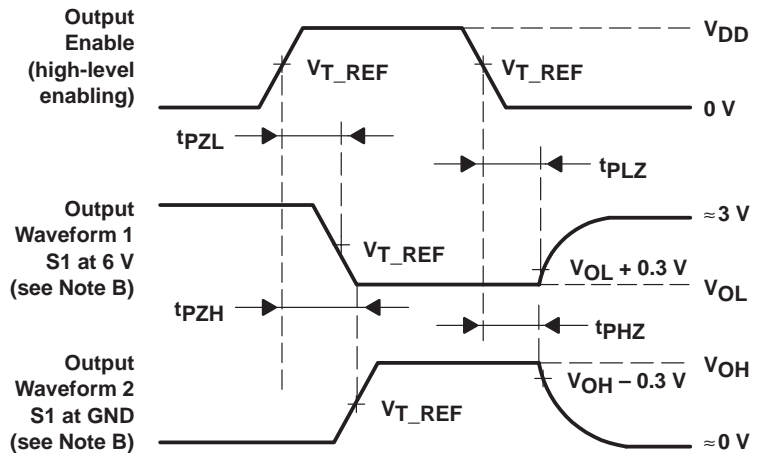 Output
Enable
(high-level
enabling)
VT_REF
VT_REF
VDD
0 V
tPZL
tPLZ
Output
Waveform 1
S1 at 6 V
(see Note B)
VT_REF
≈3 V
VOL + 0.3 V
VOL
tPZH
tPHZ
Output
Waveform 2
S1 at GND
(see Note B)
VT_REF
VOH
VOH – 0.3 V
≈0 V